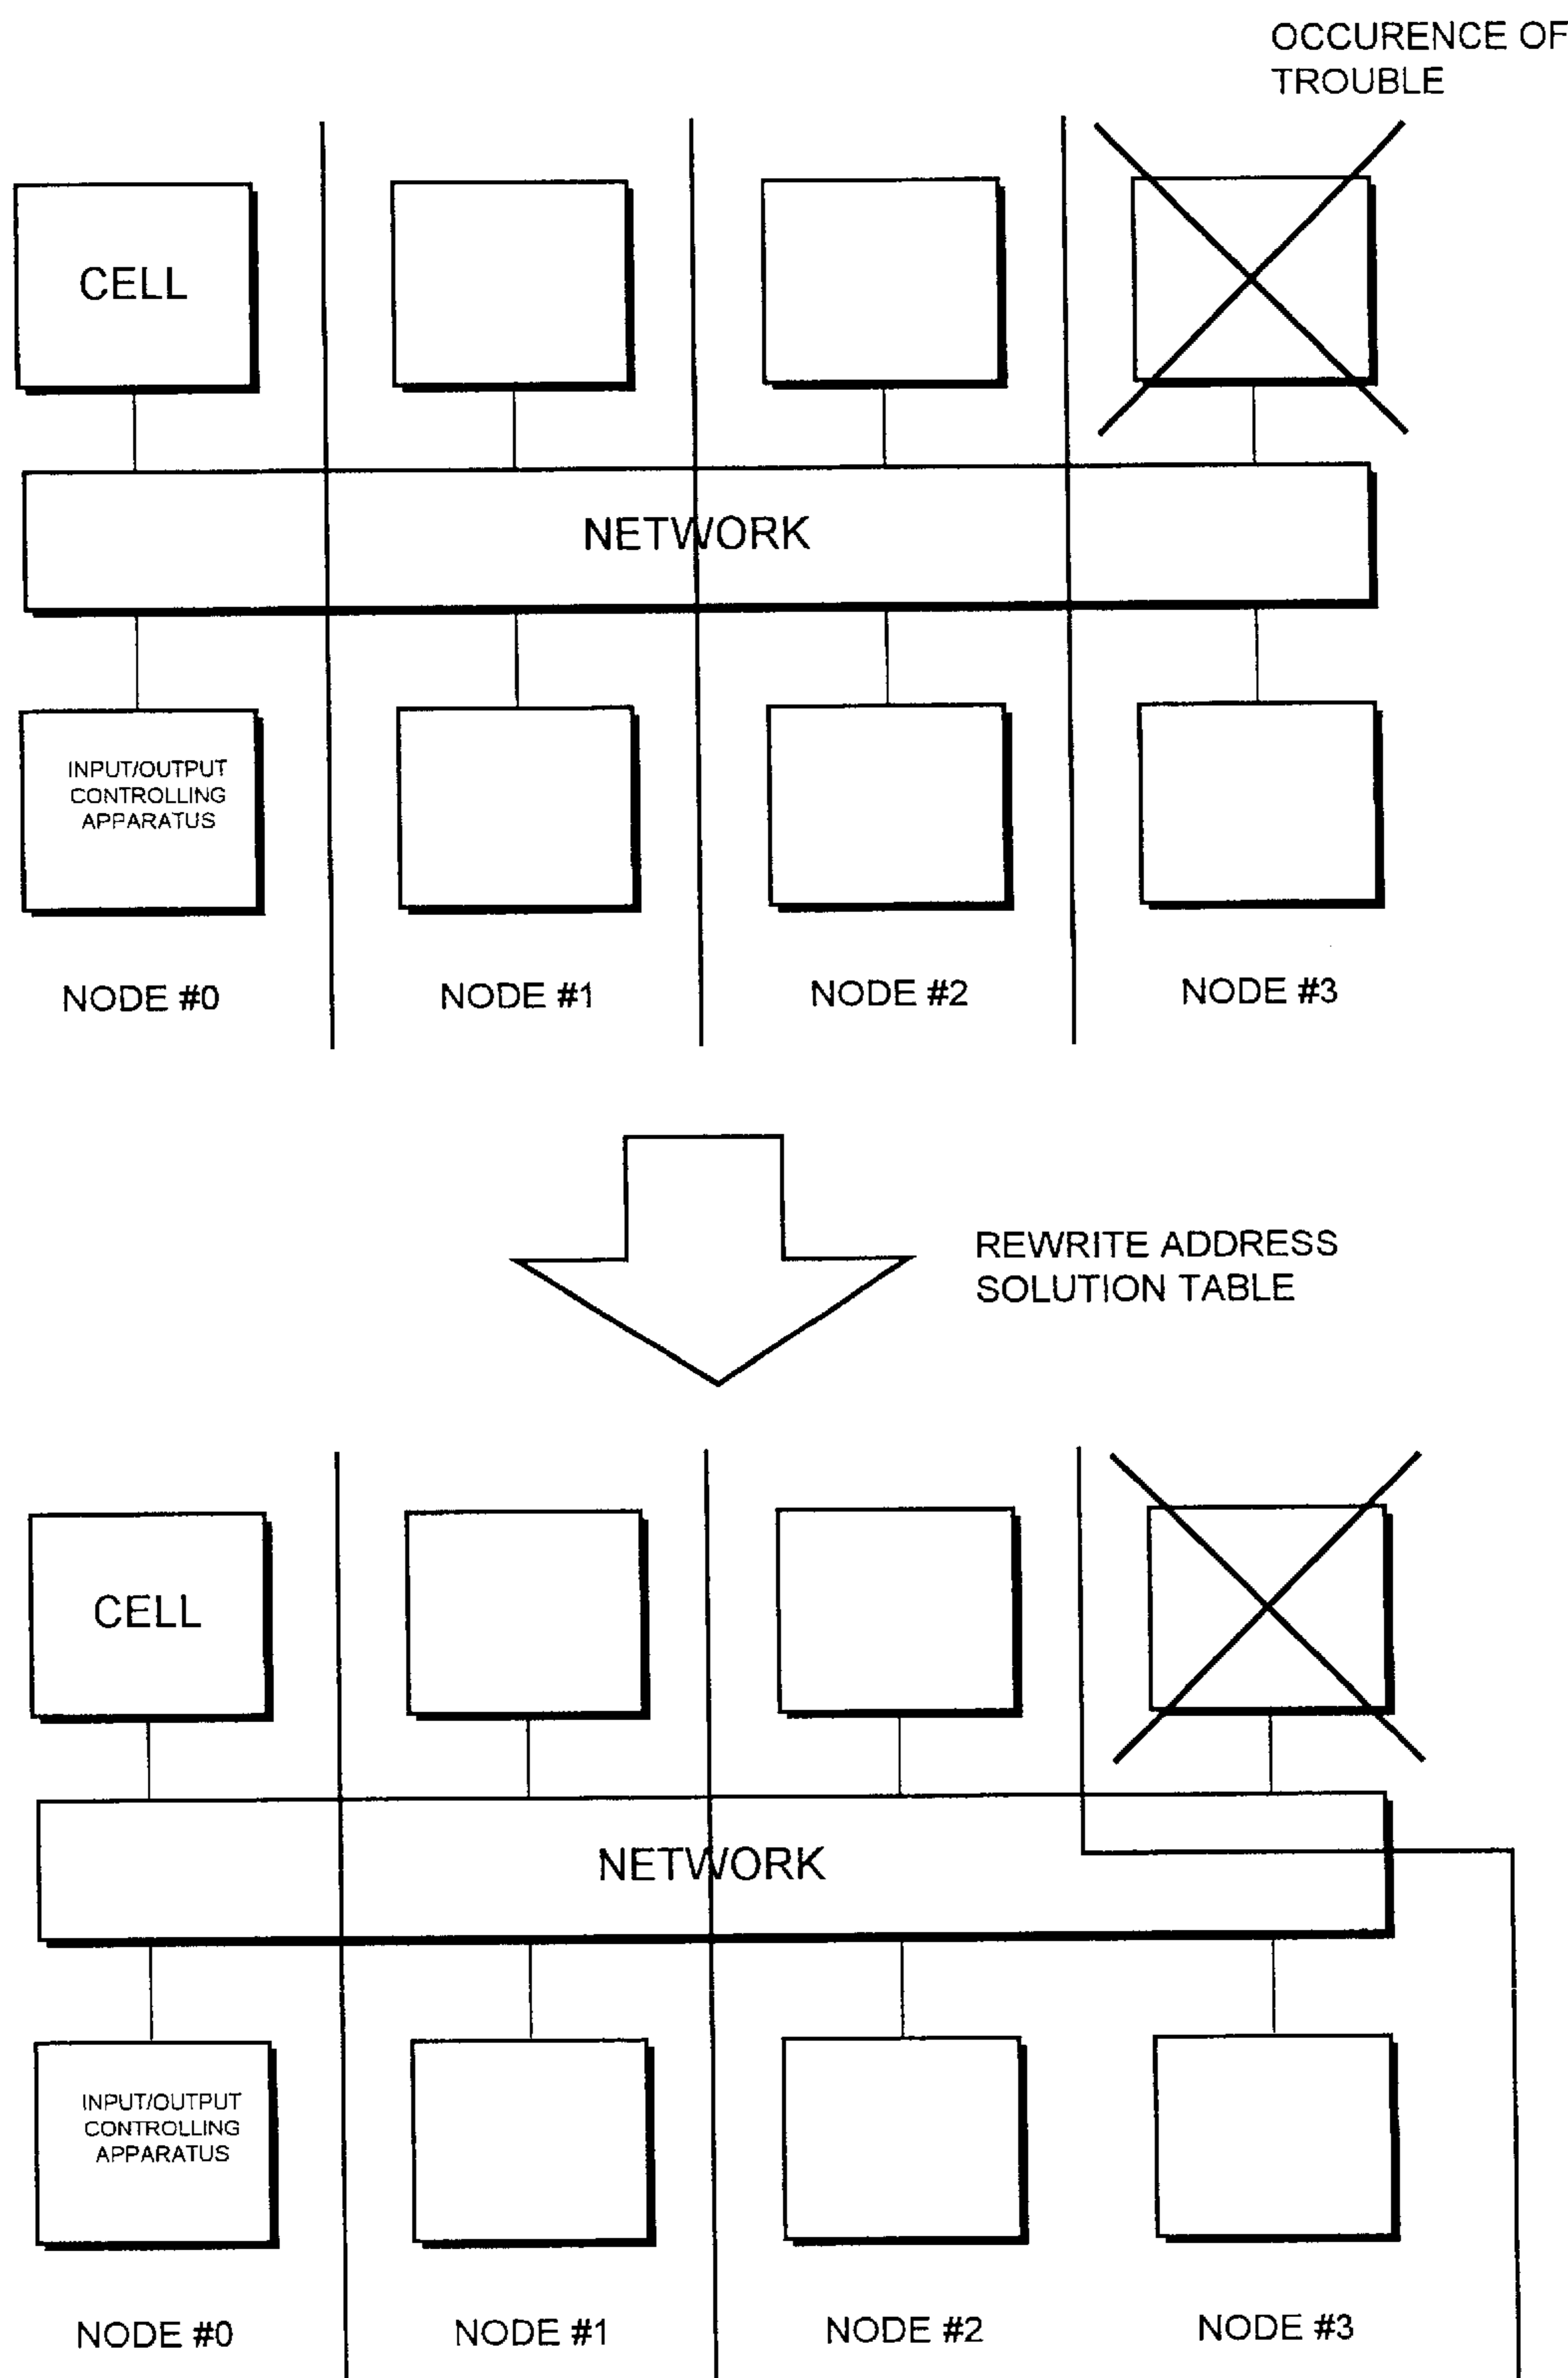 OCCURENCE OF
TROUBLE
CELL
NETWORK
INPUT/OUTPUT
CONTROLLING
APPARATUS
NODE #0
NODE #1
NODE #2
NODE #3
REWRITE ADDRESS
SOLUTION TABLE
CELL
NETWORK
INPUT/OUTPUT
CONTROLLING
APPARATUS
NODE #0
NODE #1
NODE #2
NODE #3